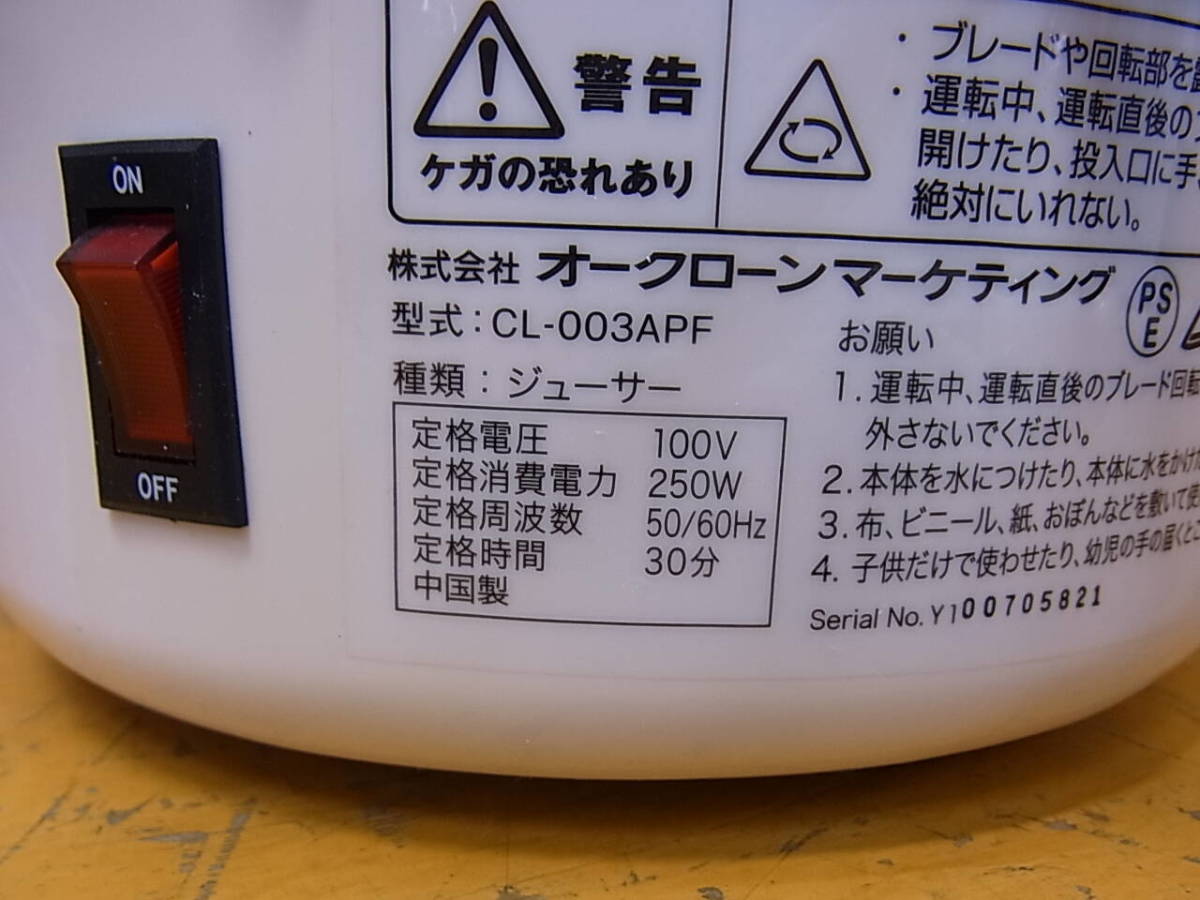 ON
OFF
警告
ケガの恐れあり
・ブレードや回転部を
・運転中、運転直後の
開けたり、投入口に手
絶対にいれない。
株式会社 オークローンマーケティング
PS
E
型式：CL-003APF
種類：ジューサー
定格電圧 100V
定格消費電力 250W
定格周波数 50/60Hz
定格時間 30分
中国製
お願い
1. 運転中、運転直後のブレード回転
外さないでください。
2. 本体を水につけたり、本体に水をかけ
3. 布、ビニール、紙、おぼんなどを敷いて使
4. 子供だけで使わせたり、幼児の手の届くとこ
Serial No. Y100705821